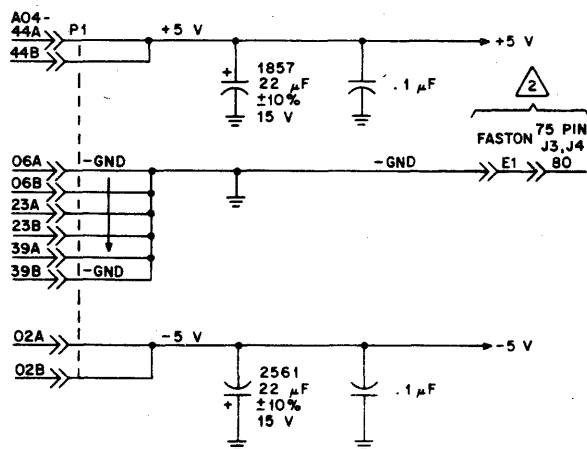 A04-
44A P1 +5 V +5 V
44B
+ 1857
22 µF
±10%
15 V
.1 µF
2
FASTON 75 PIN
J3,J4
06A -GND -GND E1 80
06B
23A
23B
39A
39B -GND
02A -5 V -5 V
02B
2561
22 µF
+ ±10%
15 V
.1 µF